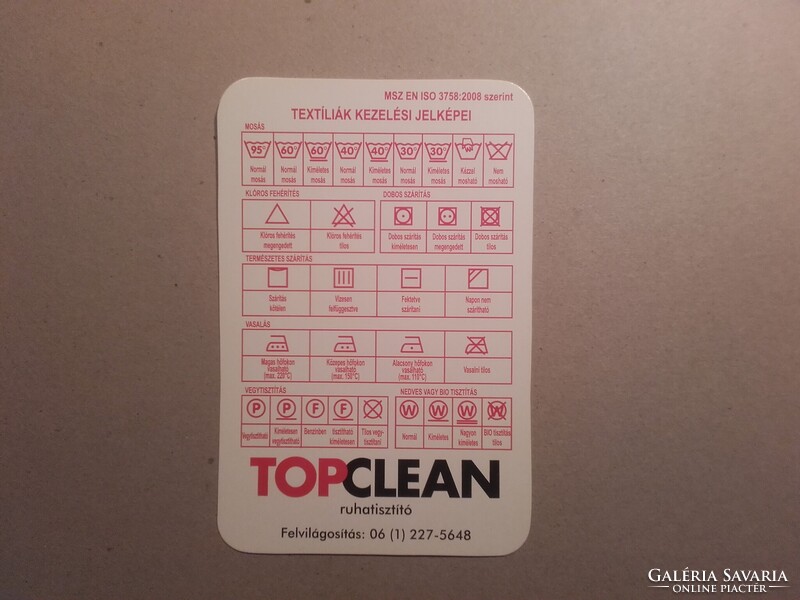 MSZ EN ISO 3758:2008 szerint
TEXTÍLIÁK KEZELÉSI JELKÉPEI
MOSÁS
95° 60° 60° 40° 40° 30° 30°
Normál mosás
Normál mosás
Kíméletes mosás
Normál mosás
Kíméletes mosás
Normál mosás
Kíméletes mosás
Kézzel mosható
Nem mosható
KLÓROS FEHÉRÍTÉS
Klóros fehérítés megengedett
Klóros fehérítés tilos
DOBOS SZÁRÍTÁS
Dobos szárítás kíméletesen
Dobos szárítás megengedett
Dobos szárítás tilos
TERMÉSZETES SZÁRÍTÁS
Szárítás kötélen
Vizesen felfüggesztve
Fektetve szárítani
Napon nem szárítható
VASALÁS
Magas hőfokon vasalható (max. 220°C)
Közepes hőfokon vasalható (max. 150°C)
Alacsony hőfokon vasalható (max. 110°C)
Vasalni tilos
VEGYTISZTÍTÁS
P P F F
Vegytisztítható
Kíméletesen vegytisztítható
Benzinben
tisztítható kíméletesen
Tilos vegy-tisztítani
NEDVES VAGY BIO TISZTÍTÁS
W W W W
Normál
Kíméletes
Nagyon kíméletes
BIO tisztítás tilos
TOPCLEAN
ruhatisztító
Felvilágosítás: 06 (1) 227-5648
GALÉRIA SAVARIA
ONLINE PIACTÉR